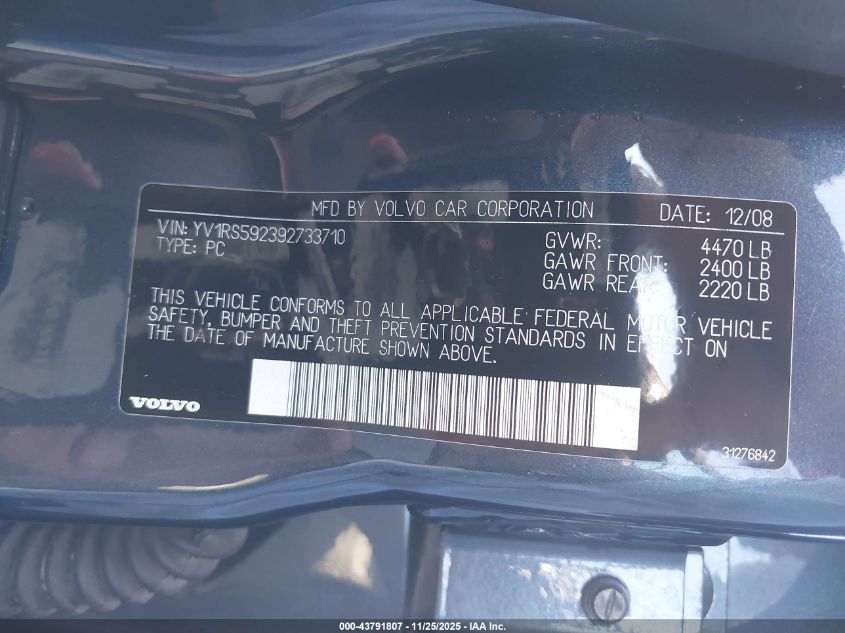 MFD BY VOLVO CAR CORPORATION DATE: 12/08
VIN: YV1RS592392733710
TYPE: PC
GVWR: 4470 LB
GAWR FRONT: 2400 LB
GAWR REAR: 2220 LB
THIS VEHICLE CONFORMS TO ALL APPLICABLE FEDERAL MOTOR VEHICLE
SAFETY, BUMPER AND THEFT PREVENTION STANDARDS IN EFFECT ON
THE DATE OF MANUFACTURE SHOWN ABOVE.
VOLVO
31276842
000-43791807 - 11/25/2025 - IAA Inc.